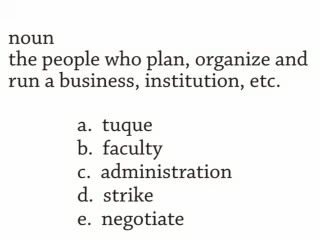 noun
the people who plan, organize and
run a business, institution, etc.
a. tuque
b. faculty
c. administration
d. strike
e. negotiate